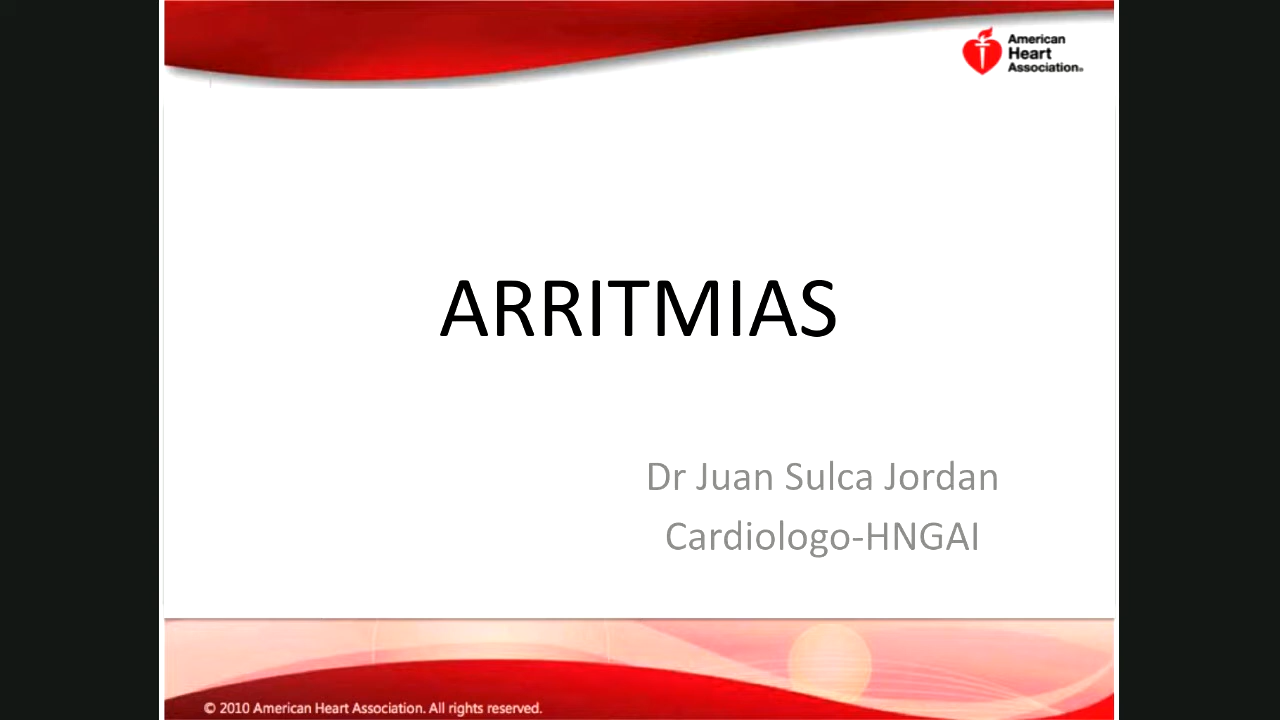 American
Heart
Association®
ARRITMIAS
Dr Juan Sulca Jordan
Cardiologo-HNGAI
© 2010 American Heart Association. All rights reserved.